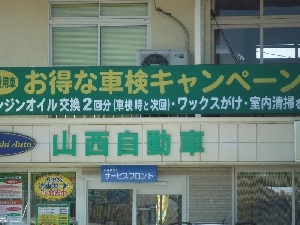 お得な車検キャンペーン
ンジンオイル交換2回分(車検時と次回)・ワックスがけ・室内清掃
山西自動車
Auto
サービスフロント